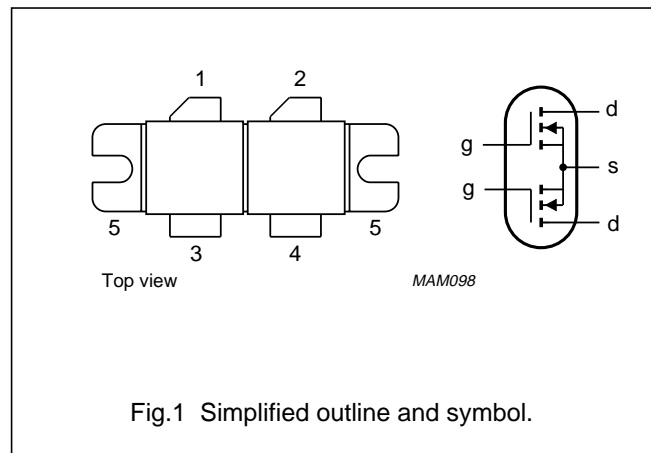 1 2
d
g
s
g
d
5 5
3 4
Top view
MAM098
Fig.1 Simplified outline and symbol.